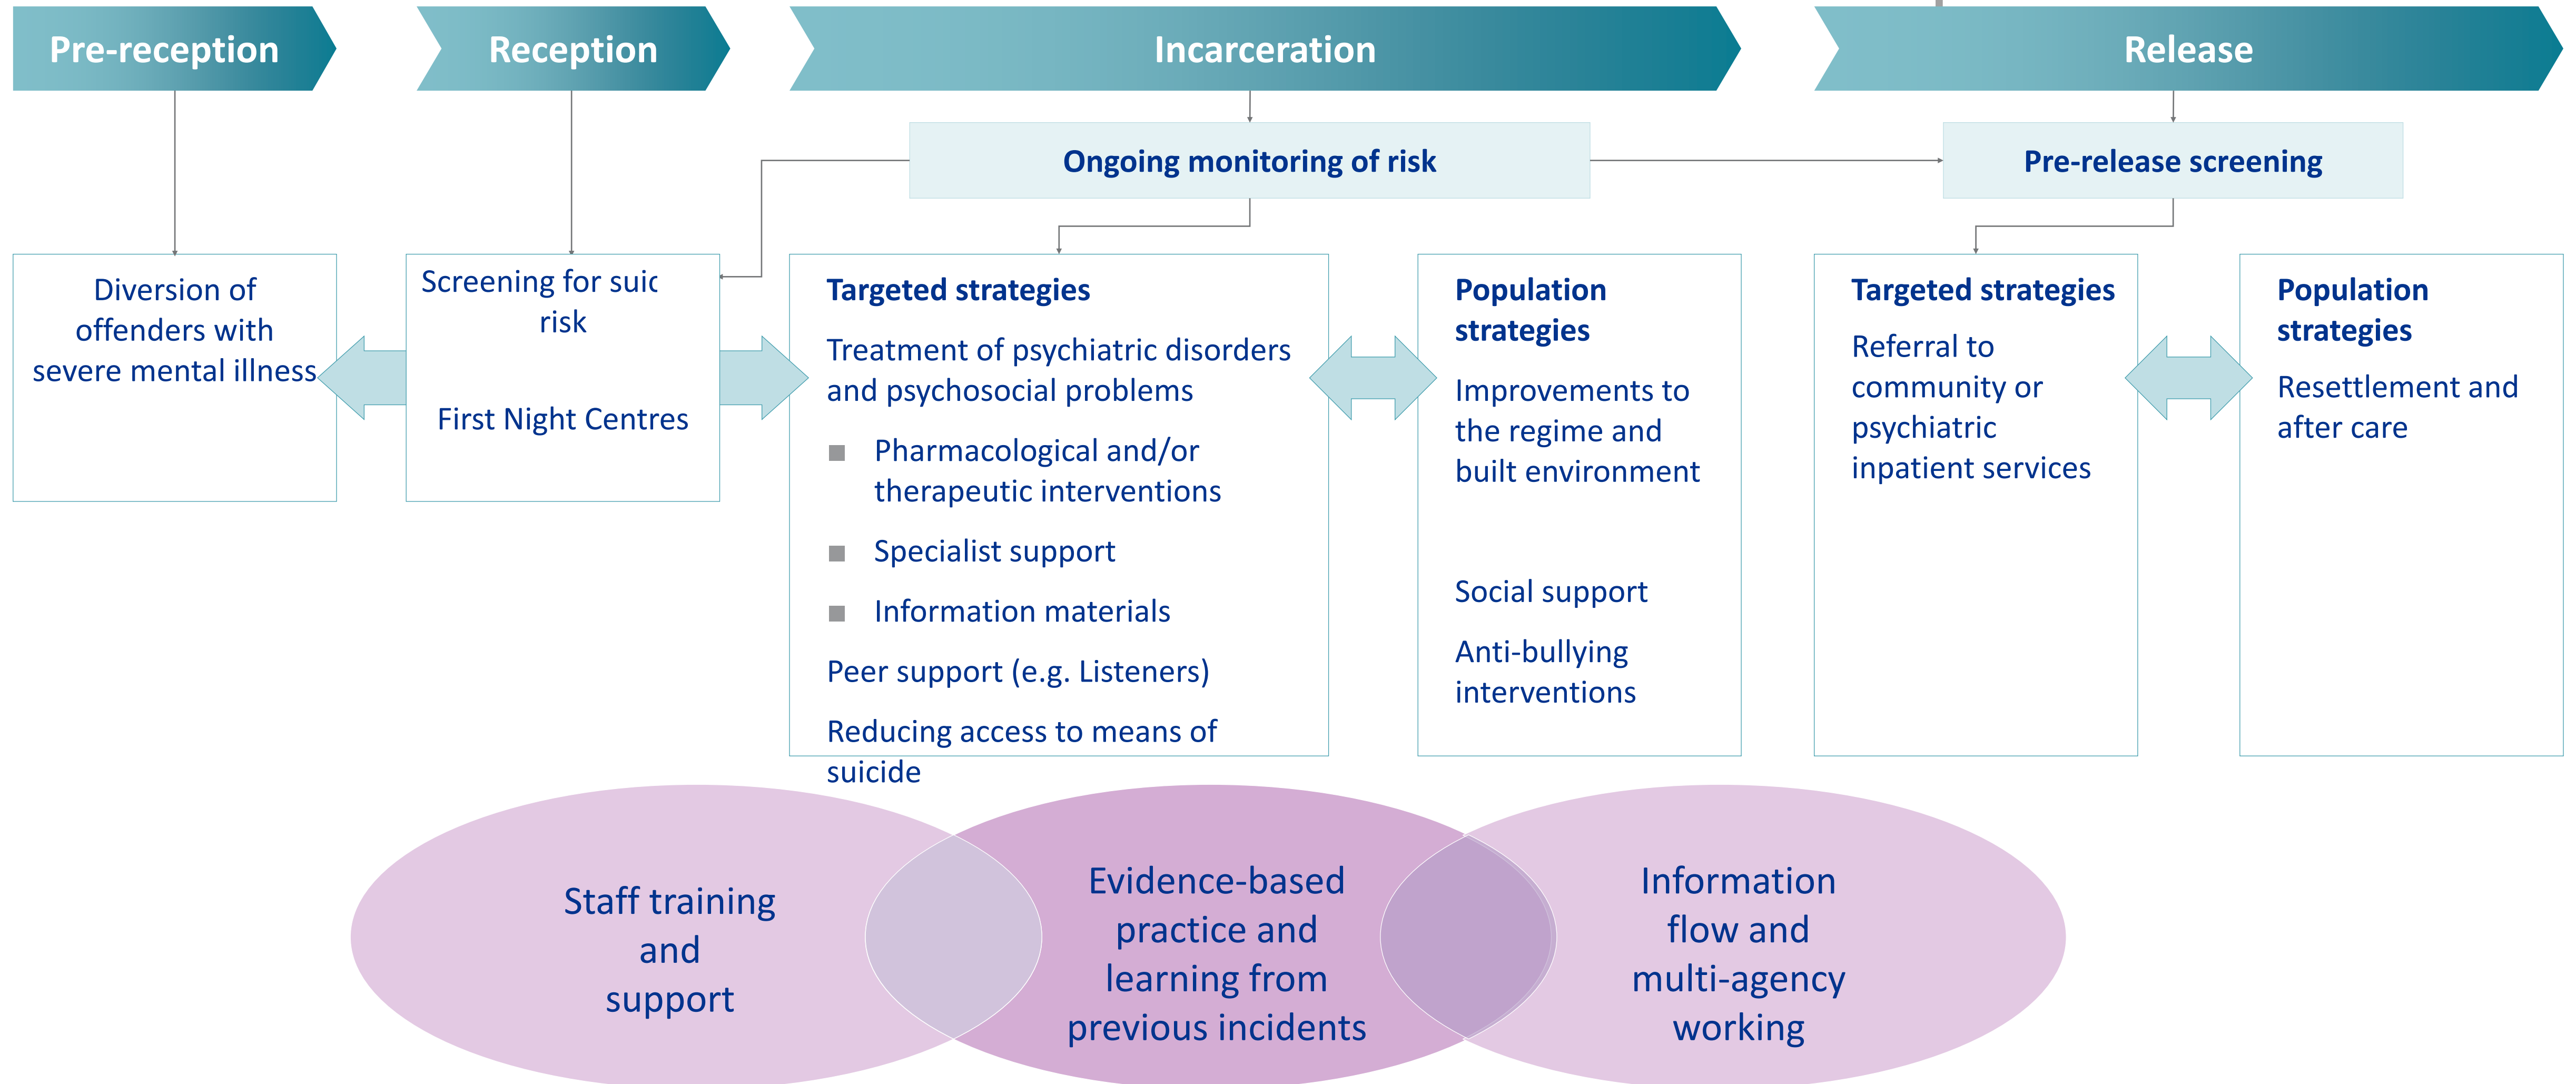 Pre-reception
Reception
Incarceration
Release
Ongoing monitoring of risk
Pre-release screening
Diversion of
offenders with
severe mental illness
Screening for suic
risk
First Night Centres
Targeted strategies
Treatment of psychiatric disorders
and psychosocial problems
Pharmacological and/or
therapeutic interventions
Specialist support
Information materials
Peer support (e.g. Listeners)
Reducing access to means of
suicide
Population
strategies
Improvements to
the regime and
built environment
Social support
Anti-bullying
interventions
Targeted strategies
Referral to
community or
psychiatric
inpatient services
Population
strategies
Resettlement and
after care
Staff training
and
support
Evidence-based
practice and
learning from
previous incidents
Information
flow and
multi-agency
working